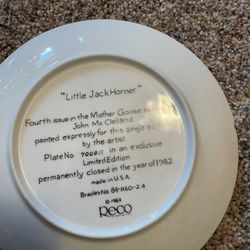 "Little Jack Horner"
Fourth issue in the Mother Goose
John McClelland
painted expressly for this single edition
by the artist.
Plate No. in an exclusive
Limited Edition
permanently closed in the year of 1982.
made in U.S.A.
Bradex No. 84-R60-2.4
© 1982
RECO